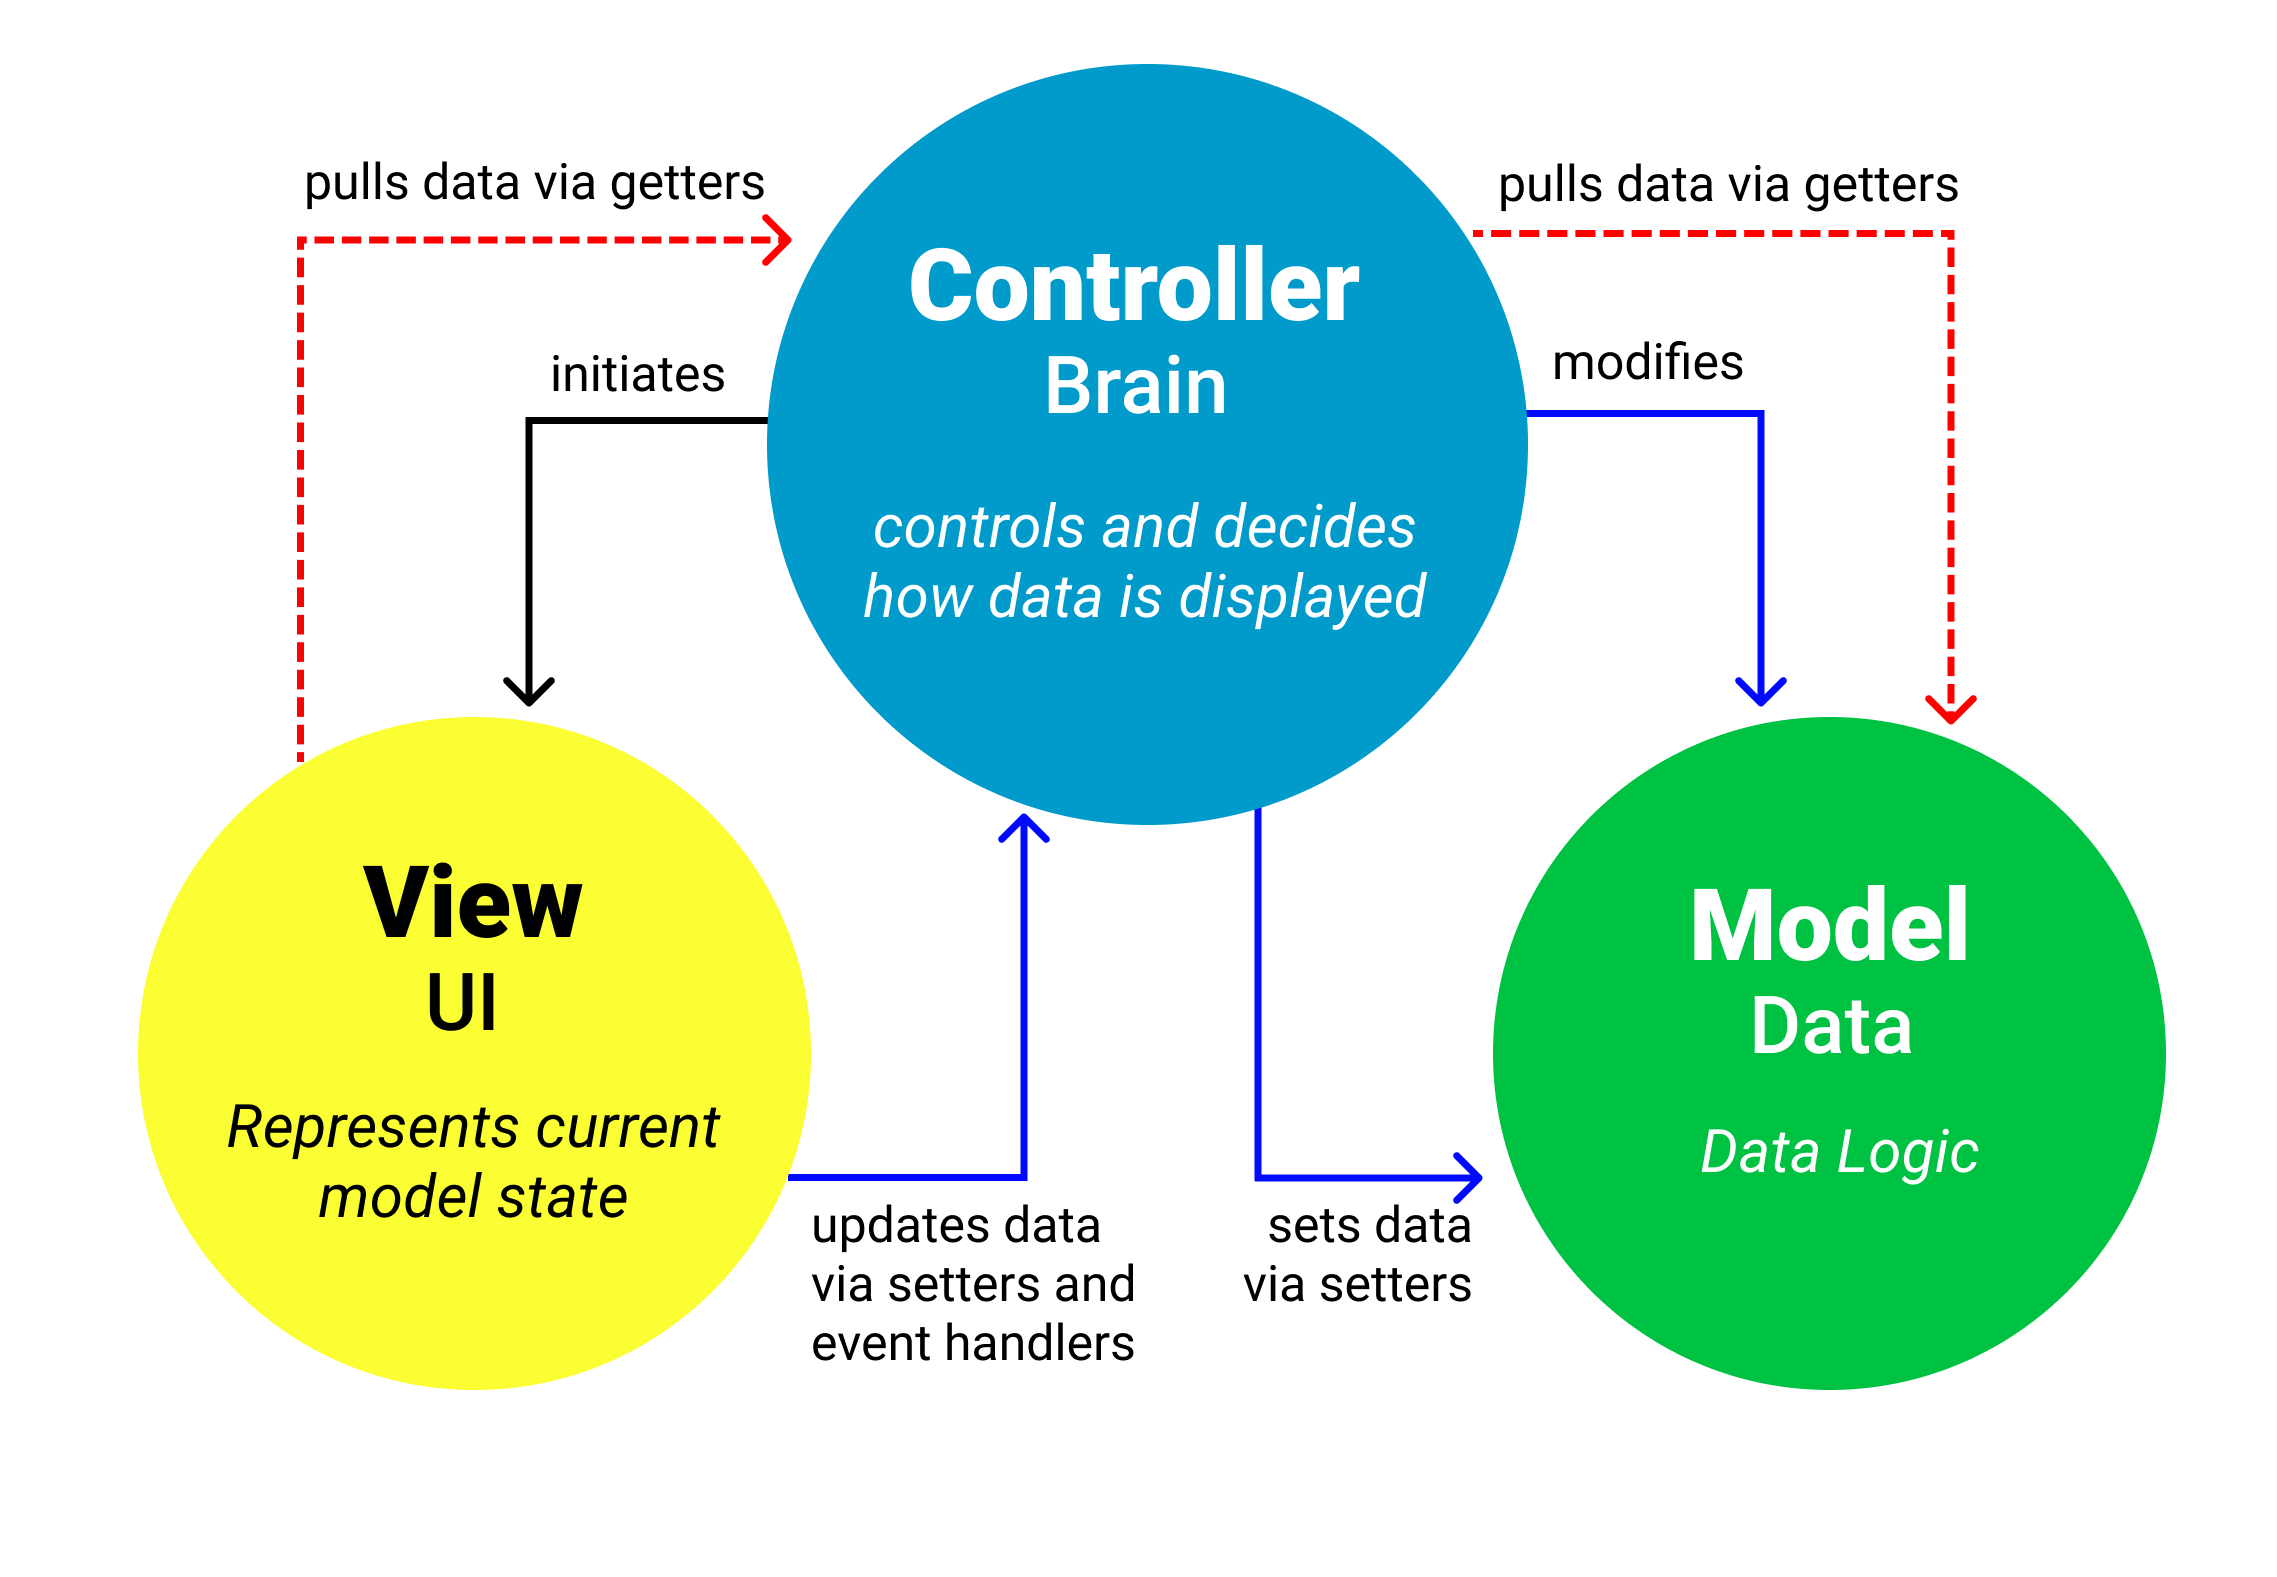 pulls data via getters
pulls data via getters
Controller
Brain
initiates
modifies
controls and decides
how data is displayed
View
UI
Represents current
model state
Model
Data
Data Logic
updates data
via setters and
event handlers
sets data
via setters